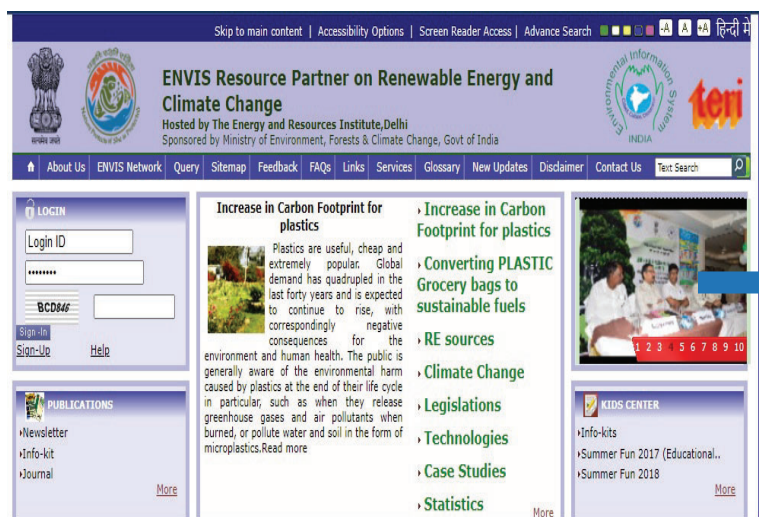 Skip to main content | Accessibility Options | Screen Reader Access | Advance Search -A A +A हिन्दी में
ENVIS Resource Partner on Renewable Energy and
Climate Change
Hosted by The Energy and Resources Institute,Delhi
Sponsored by Ministry of Environment, Forests & Climate Change, Govt of India
Environmental Information System
INDIA
teri
About Us ENVIS Network Query Sitemap Feedback FAQs Links Services Glossary New Updates Disclaimer Contact Us Text Search
LOGIN
Login ID
BCD846
Sign-In
Sign-Up Help
PUBLICATIONS
Newsletter
Info-kit
Journal
More
Increase in Carbon Footprint for
plastics
Plastics are useful, cheap and
extremely popular. Global
demand has quadrupled in the
last forty years and is expected
to continue to rise, with
correspondingly negative
consequences for the
environment and human health. The public is
generally aware of the environmental harm
caused by plastics at the end of their life cycle
in particular, such as when they release
greenhouse gases and air pollutants when
burned, or pollute water and soil in the form of
microplastics.Read more
Increase in Carbon
Footprint for plastics
Converting PLASTIC
Grocery bags to
sustainable fuels
RE sources
Climate Change
Legislations
Technologies
Case Studies
Statistics
More
1 2 3 4 5 6 7 8 9 10
KIDS CENTER
Info-kits
Summer Fun 2017 (Educational..
Summer Fun 2018
More